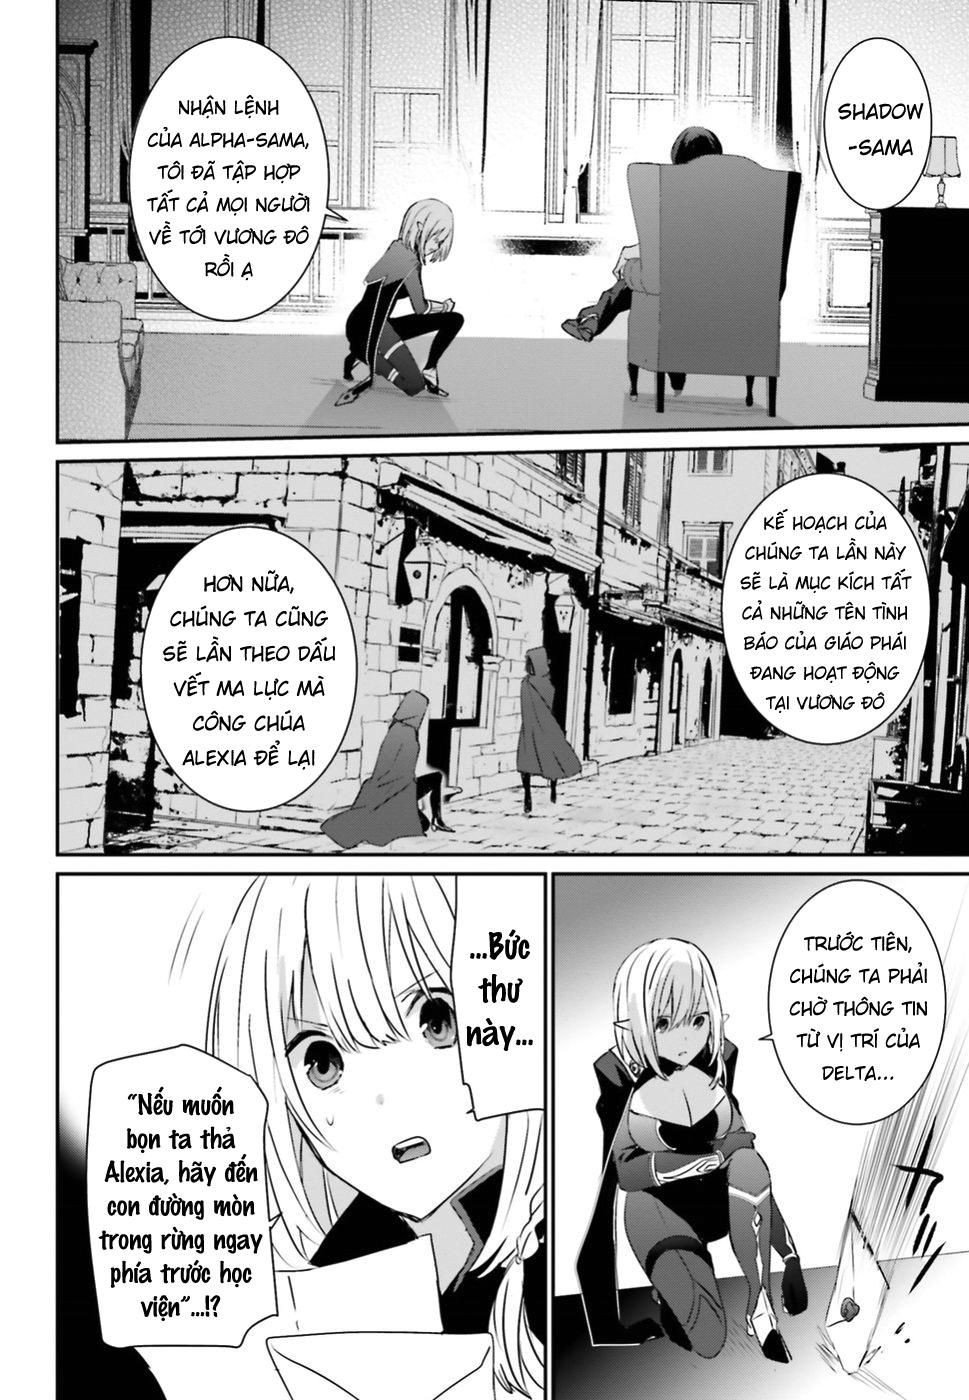 SHADOW
-SAMA
NHẬN LỆNH
CỦA ALPHA-SAMA,
TÔI ĐÃ TẬP HỢP
TẤT CẢ MỌI NGƯỜI
VỀ TỚI VƯƠNG ĐÔ
RỒI Ạ
KẾ HOẠCH CỦA
CHÚNG TA LẦN NÀY
SẼ LÀ MỤC KÍCH TẤT
CẢ NHỮNG TÊN TÌNH
BÁO CỦA GIÁO PHÁI
ĐANG HOẠT ĐỘNG
TẠI VƯƠNG ĐÔ
HƠN NỮA,
CHÚNG TA CŨNG
SẼ LẦN THEO DẤU
VẾT MA LỰC MÀ
CÔNG CHÚA
ALEXIA ĐỂ LẠI
TRƯỚC TIÊN,
CHÚNG TA PHẢI
CHỜ THÔNG TIN
TỪ VỊ TRÍ CỦA
DELTA...
...Bức
thư
này...
"Nếu muốn
bọn ta thả
Alexia, hãy đến
con đường mòn
trong rừng ngay
phía trước học
viện"...!?